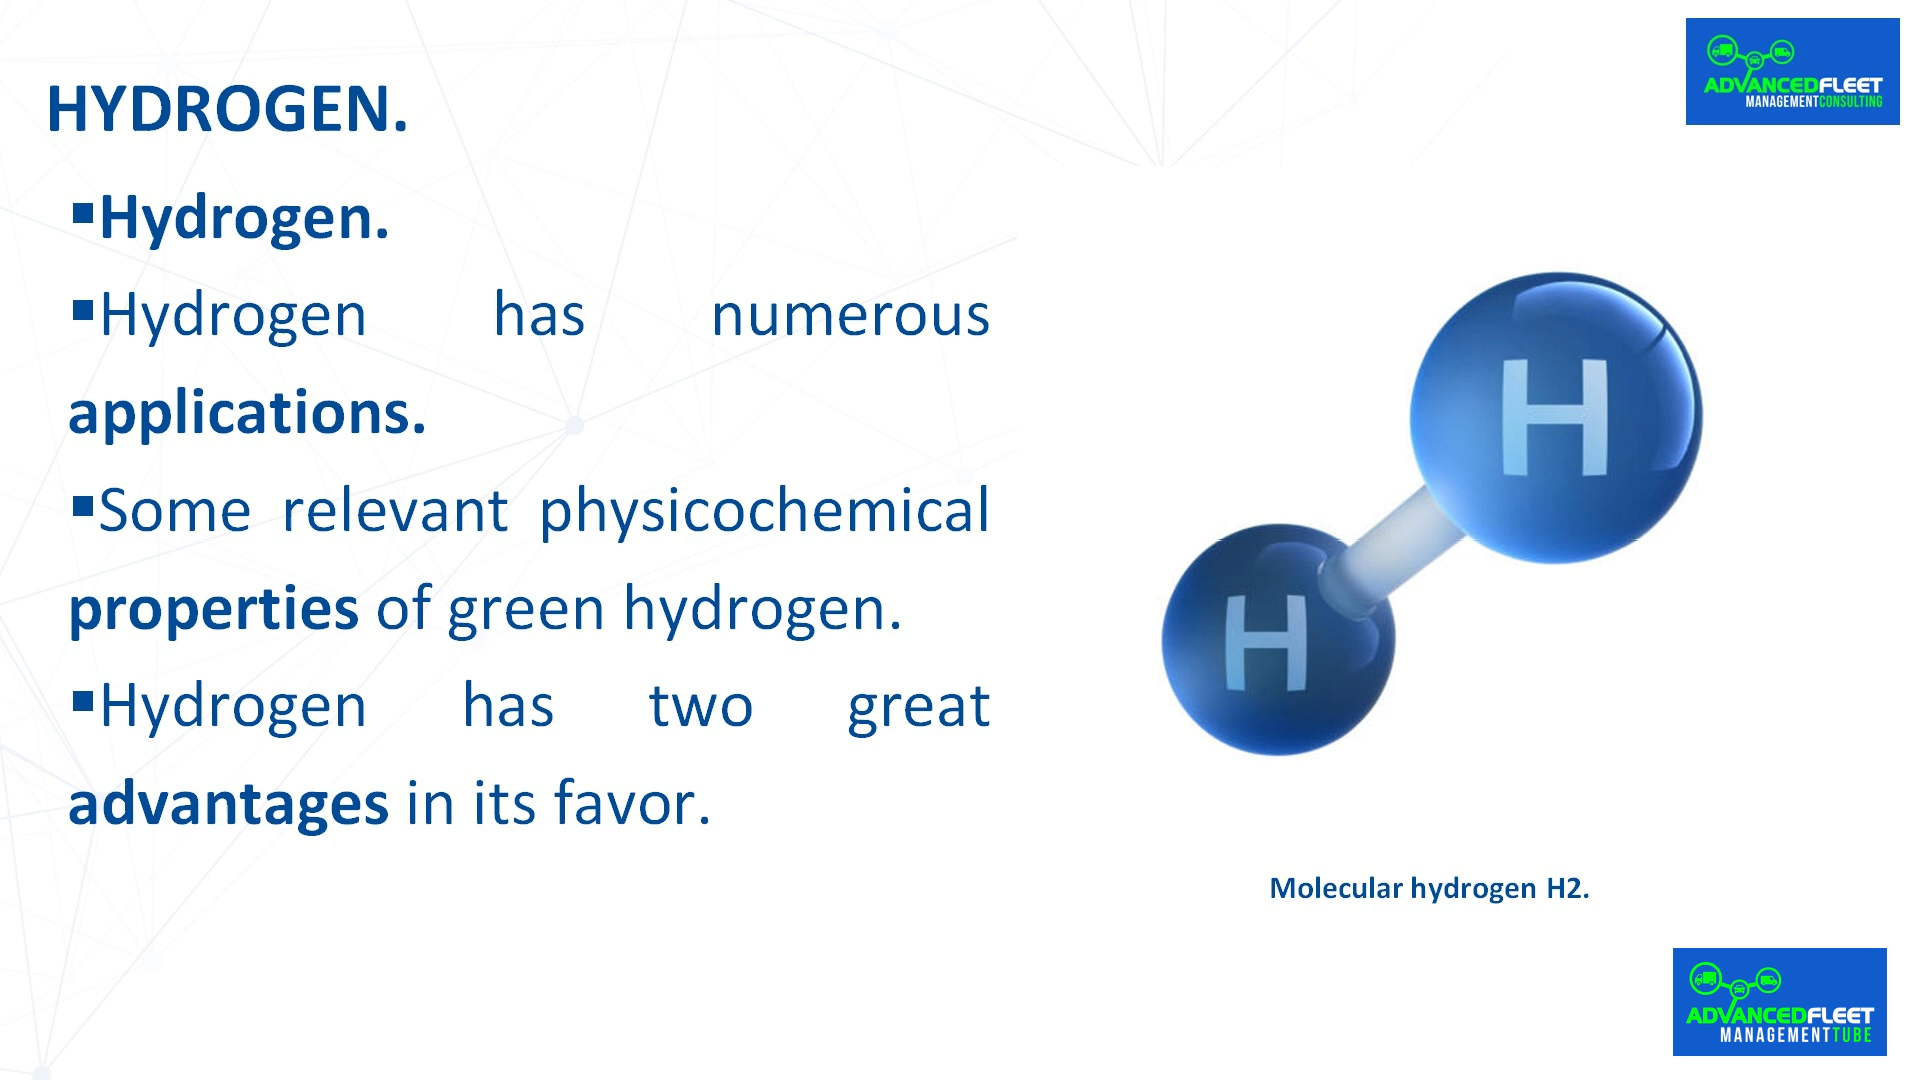 HYDROGEN.
▪Hydrogen.
▪Hydrogen has numerous
applications.
▪Some relevant physicochemical
properties of green hydrogen.
▪Hydrogen has two great
advantages in its favor.
ADVANCEDFLEET
MANAGEMENTCONSULTING
H
H
Molecular hydrogen H2.
ADVANCEDFLEET
MANAGEMENTTUBE